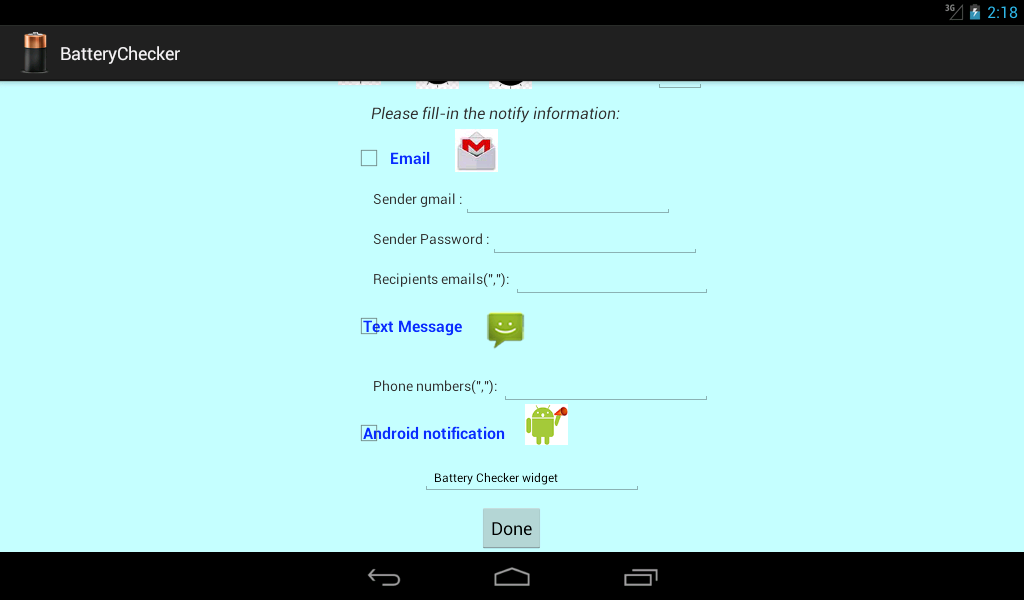 3G
2:18
BatteryChecker
Please fill-in the notify information:
Email
Sender gmail :
Sender Password :
Recipients emails(","):
Text Message
Phone numbers(","):
Android notification
Battery Checker widget
Done